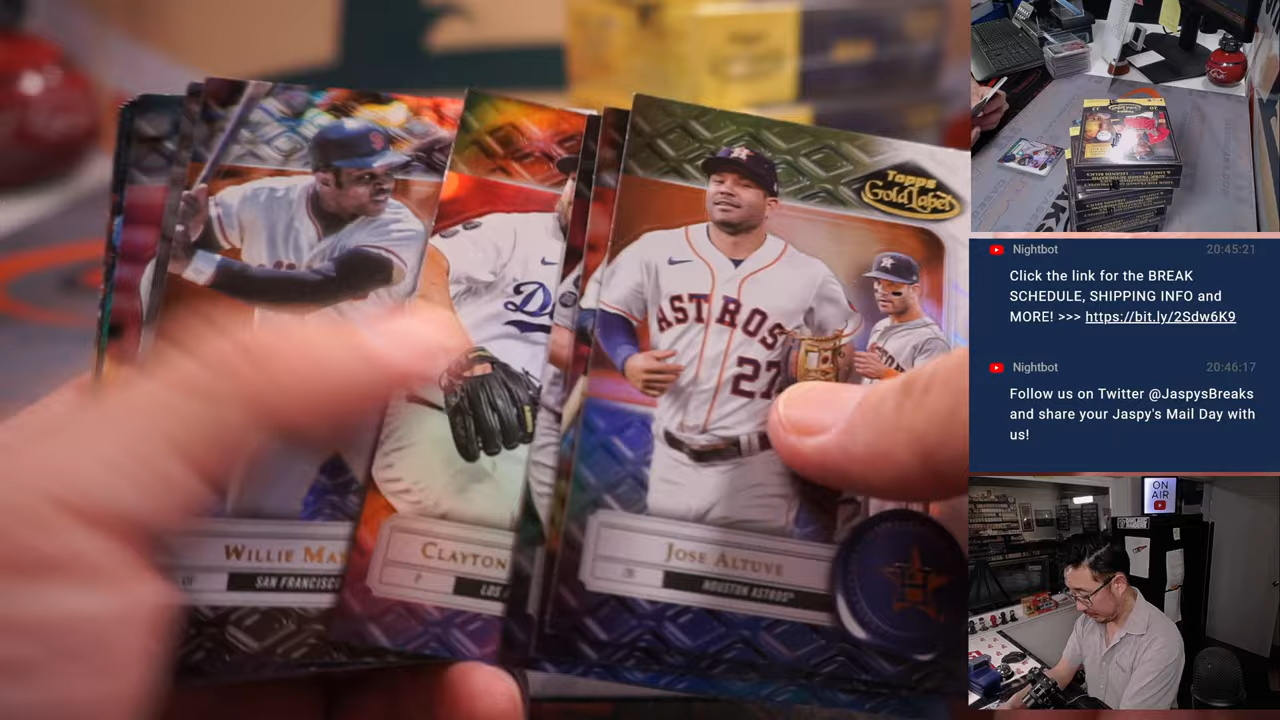 WILLIE MAY
SAN FRANCISCO
CLAYTON
P
LOS
Topps
Gold Label
ASTROS
27
JOSE ALTUVE
2B
HOUSTON ASTROS
Nightbot
20:45:21
Click the link for the BREAK
SCHEDULE, SHIPPING INFO and
MORE! >>> https://bit.ly/2Sdw6K9
Nightbot
20:46:17
Follow us on Twitter @JaspysBreaks
and share your Jaspy's Mail Day with
us!
ON
AIR